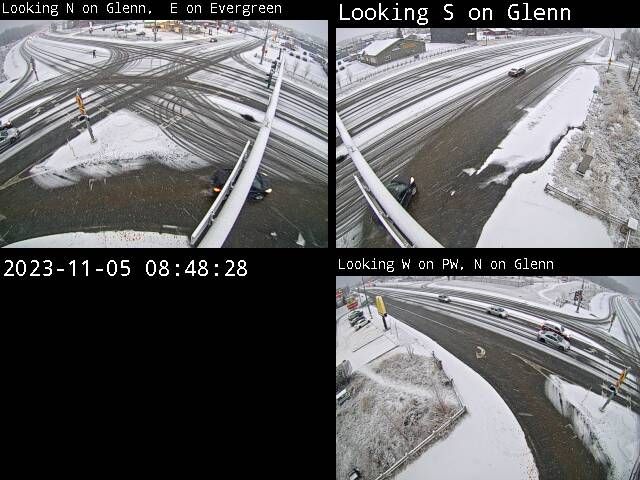 Looking N on Glenn,  E on Evergreen
Looking S on Glenn
2023-11-05 08:48:28
Looking W on PW, N on Glenn